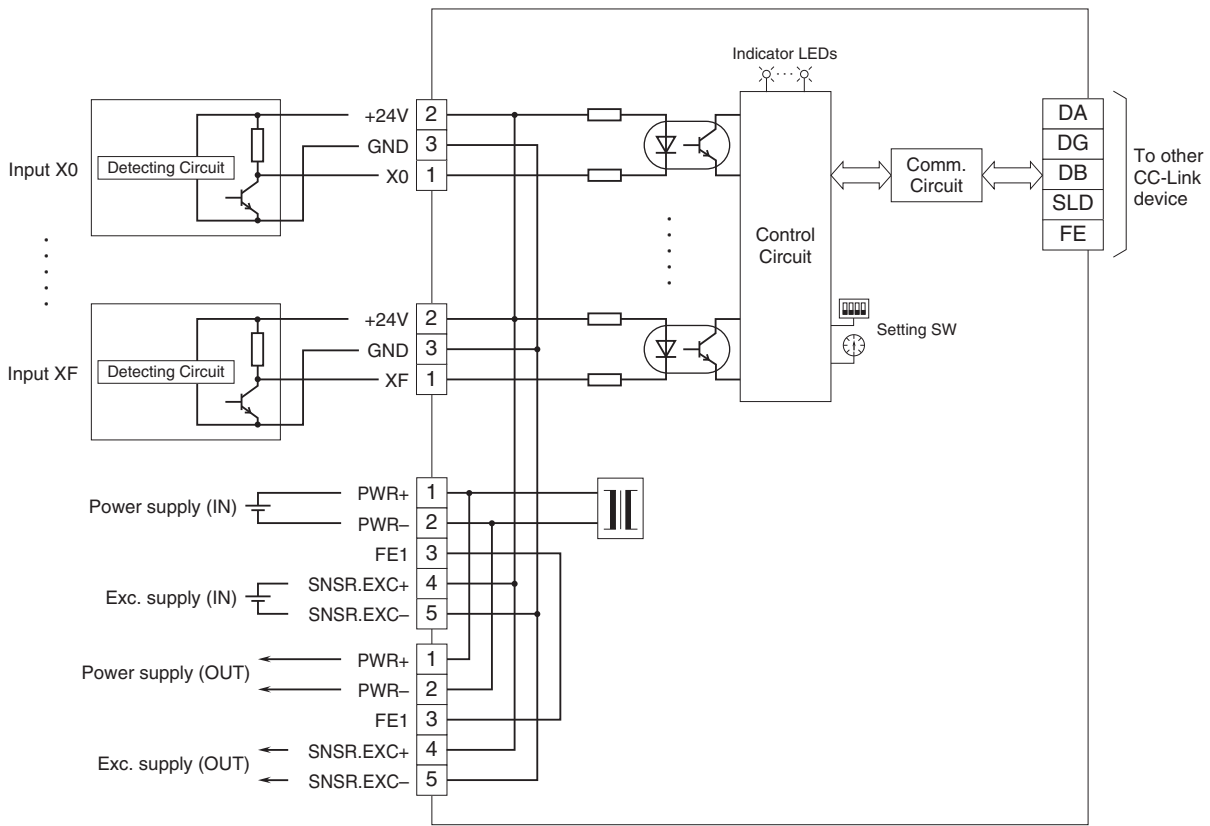 Indicator LEDs
Input X0
Detecting Circuit
+24V 2
GND 3
X0 1
Control
Circuit
Comm.
Circuit
DA
DG
DB
SLD
FE
To other
CC-Link
device
Input XF
Detecting Circuit
+24V 2
GND 3
XF 1
Setting SW
Power supply (IN)
PWR+ 1
PWR– 2
FE1 3
Exc. supply (IN)
SNSR.EXC+ 4
SNSR.EXC– 5
Power supply (OUT)
PWR+ 1
PWR– 2
FE1 3
Exc. supply (OUT)
SNSR.EXC+ 4
SNSR.EXC– 5